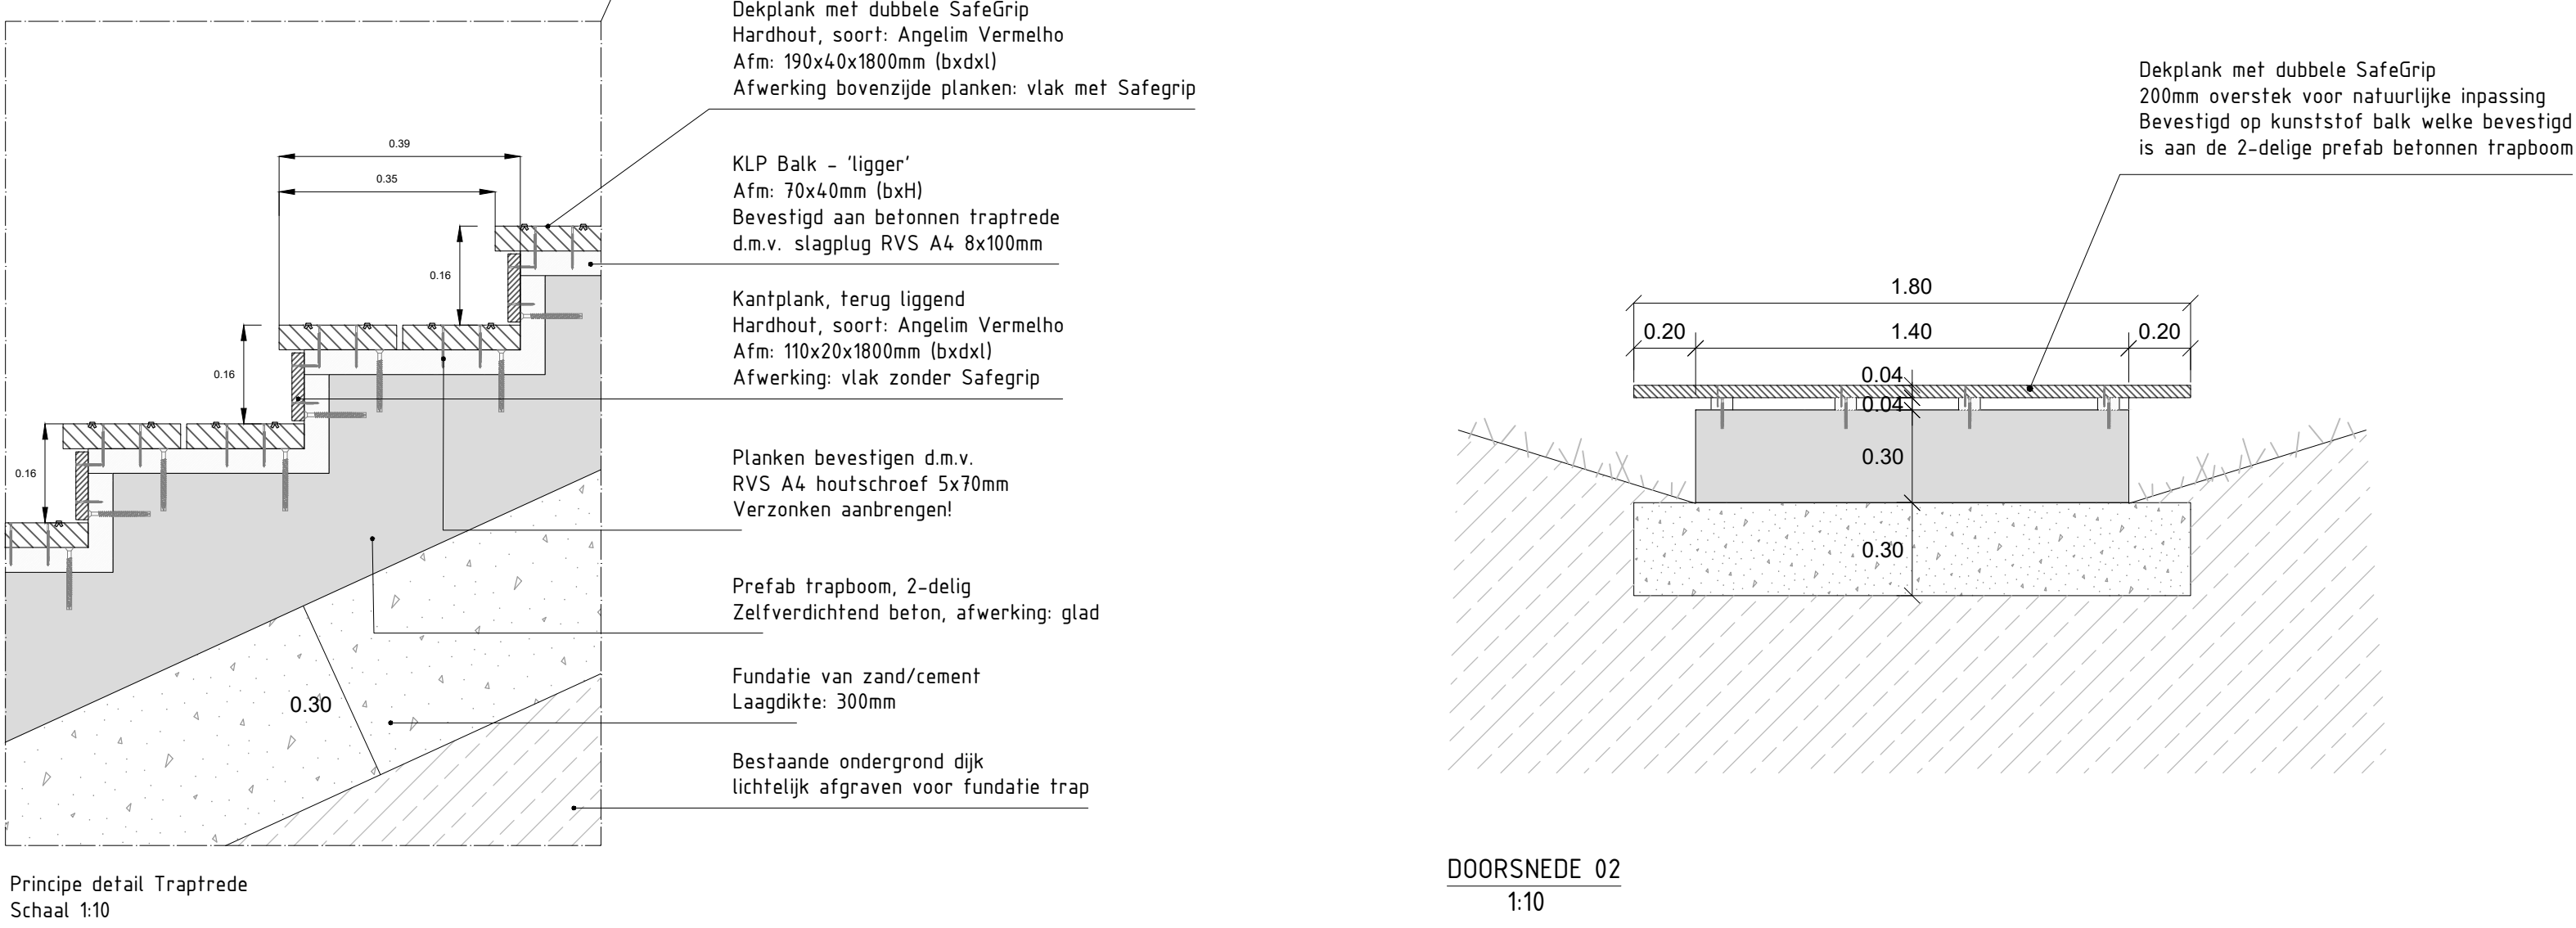 Dekplank met dubbele SafeGrip
Hardhout, soort: Angelim Vermelho
Afm: 190x40x1800mm (bxdxl)
Afwerking bovenzijde planken: vlak met Safegrip
KLP Balk - 'ligger'
Afm: 70x40mm (bxH)
Bevestigd aan betonnen traptrede
d.m.v. slagplug RVS A4 8x100mm
Kantplank, terug liggend
Hardhout, soort: Angelim Vermelho
Afm: 110x20x1800mm (bxdxl)
Afwerking: vlak zonder Safegrip
Planken bevestigen d.m.v.
RVS A4 houtschroef 5x70mm
Verzonken aanbrengen!
Prefab trapboom, 2-delig
Zelfverdichtend beton, afwerking: glad
Fundatie van zand/cement
Laagdikte: 300mm
Bestaande ondergrond dijk
lichtelijk afgraven voor fundatie trap
0.39
0.35
0.16
0.16
0.16
0.30
Principe detail Traptrede
Schaal 1:10
Dekplank met dubbele SafeGrip
200mm overstek voor natuurlijke inpassing
Bevestigd op kunststof balk welke bevestigd
is aan de 2-delige prefab betonnen trapboom
1.80
0.20 1.40 0.20
0.04
0.04
0.30
0.30
DOORSNEDE 02
1:10